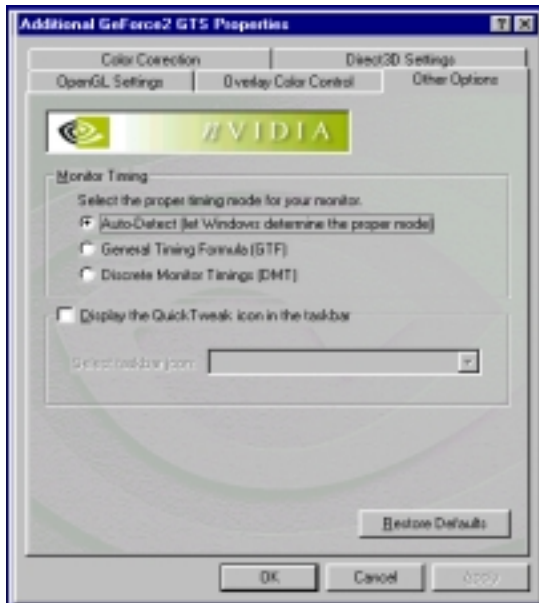 Additional GeForce2 GTS Properties
Color Correction
Direct3D Settings
OpenGL Settings
Overlay Color Control
Other Options
nVIDIA
Monitor Timing
Select the proper timing mode for your monitor.
Auto-Detect (let Windows determine the proper mode)
General Timing Formula (GTF)
Discrete Monitor Timings (DMT)
Display the QuickTweak icon in the taskbar
Select taskbar icon:
Restore Defaults
OK
Cancel
Apply